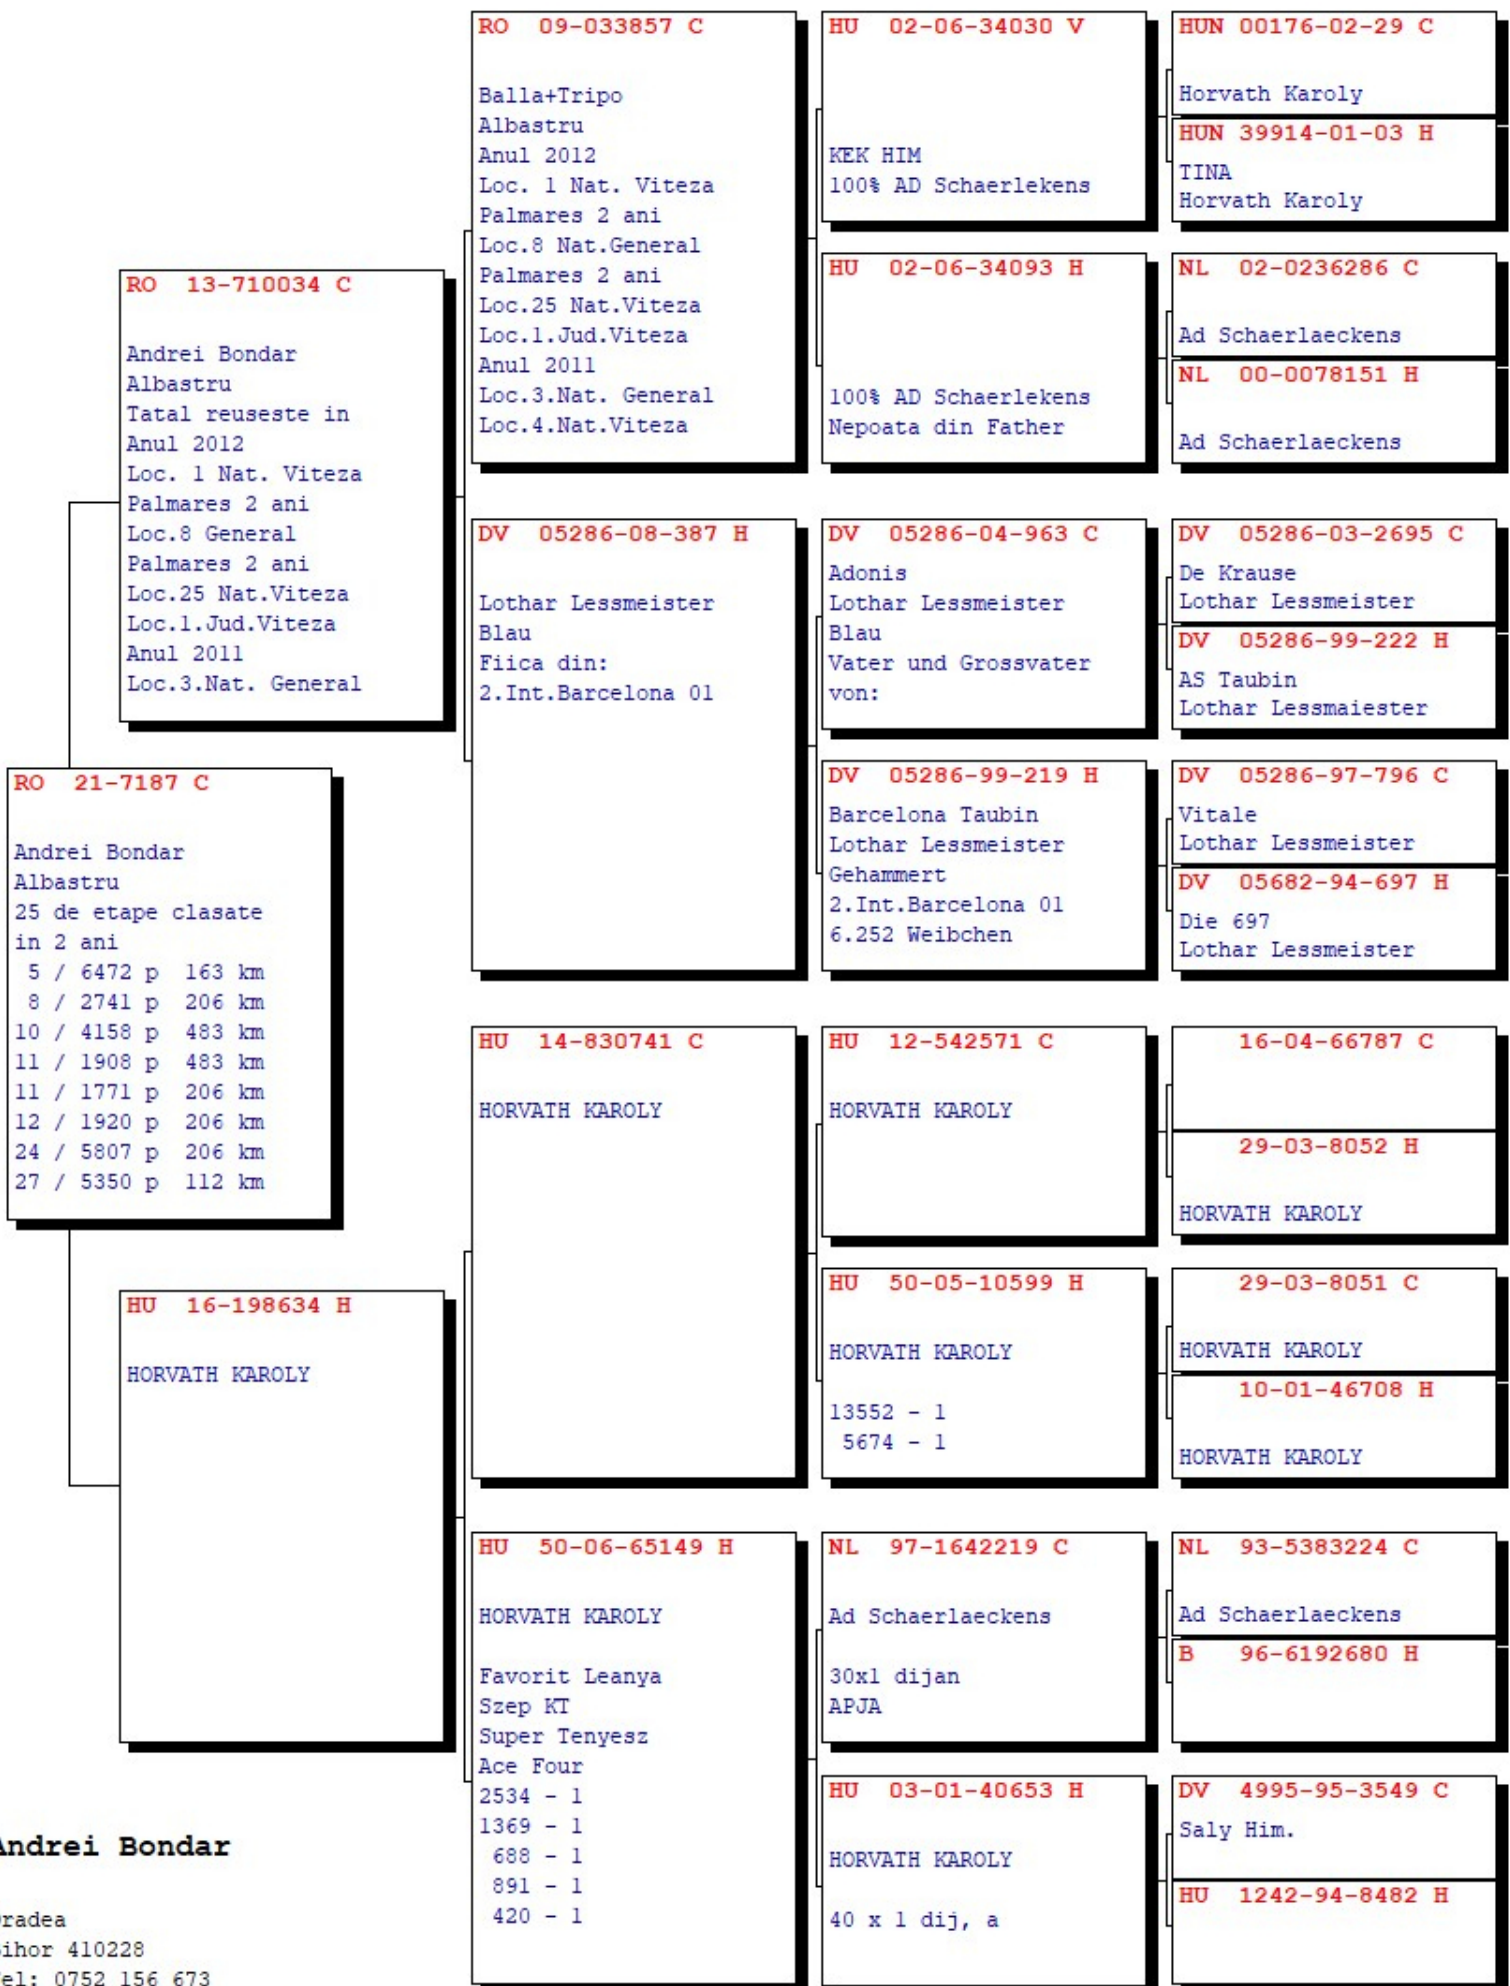 RO 21-7187 C
Andrei Bondar
Albastru
25 de etape clasate
in 2 ani
5 / 6472 p 163 km
8 / 2741 p 206 km
10 / 4158 p 483 km
11 / 1908 p 483 km
11 / 1771 p 206 km
12 / 1920 p 206 km
24 / 5807 p 206 km
27 / 5350 p 112 km
RO 13-710034 C
Andrei Bondar
Albastru
Tatal reuseste in
Anul 2012
Loc. 1 Nat. Viteza
Palmares 2 ani
Loc.8 General
Palmares 2 ani
Loc.25 Nat.Viteza
Loc.1.Jud.Viteza
Anul 2011
Loc.3.Nat. General
HU 16-198634 H
HORVATH KAROLY
RO 09-033857 C
Balla+Tripo
Albastru
Anul 2012
Loc. 1 Nat. Viteza
Palmares 2 ani
Loc.8 Nat.General
Palmares 2 ani
Loc.25 Nat.Viteza
Loc.1.Jud.Viteza
Anul 2011
Loc.3.Nat. General
Loc.4.Nat.Viteza
DV 05286-08-387 H
Lothar Lessmeister
Blau
Fiica din:
2.Int.Barcelona 01
HU 14-830741 C
HORVATH KAROLY
HU 50-06-65149 H
HORVATH KAROLY
Favorit Leanya
Szep KT
Super Tenyesz
Ace Four
2534 - 1
1369 - 1
688 - 1
891 - 1
420 - 1
HU 02-06-34030 V
KEK HIM
100% AD Schaerlekens
HU 02-06-34093 H
100% AD Schaerlekens
Nepoata din Father
DV 05286-04-963 C
Adonis
Lothar Lessmeister
Blau
Vater und Grossvater
von:
DV 05286-99-219 H
Barcelona Taubin
Lothar Lessmeister
Gehammert
2.Int.Barcelona 01
6.252 Weibchen
HU 12-542571 C
HORVATH KAROLY
HU 50-05-10599 H
HORVATH KAROLY
13552 - 1
5674 - 1
NL 97-1642219 C
Ad Schaerlaeckens
30x1 dijan
APJA
HU 03-01-40653 H
HORVATH KAROLY
40 x 1 dij, a
HUN 00176-02-29 C
Horvath Karoly
HUN 39914-01-03 H
TINA
Horvath Karoly
NL 02-0236286 C
Ad Schaerlaeckens
NL 00-0078151 H
Ad Schaerlaeckens
DV 05286-03-2695 C
De Krause
Lothar Lessmeister
DV 05286-99-222 H
AS Taubin
Lothar Lessmaiester
DV 05286-97-796 C
Vitale
Lothar Lessmeister
DV 05682-94-697 H
Die 697
Lothar Lessmeister
16-04-66787 C
29-03-8052 H
HORVATH KAROLY
29-03-8051 C
HORVATH KAROLY
10-01-46708 H
HORVATH KAROLY
NL 93-5383224 C
Ad Schaerlaeckens
B 96-6192680 H
DV 4995-95-3549 C
Saly Him.
HU 1242-94-8482 H
Andrei Bondar
radea
ihor 410228
el: 0752 156 673